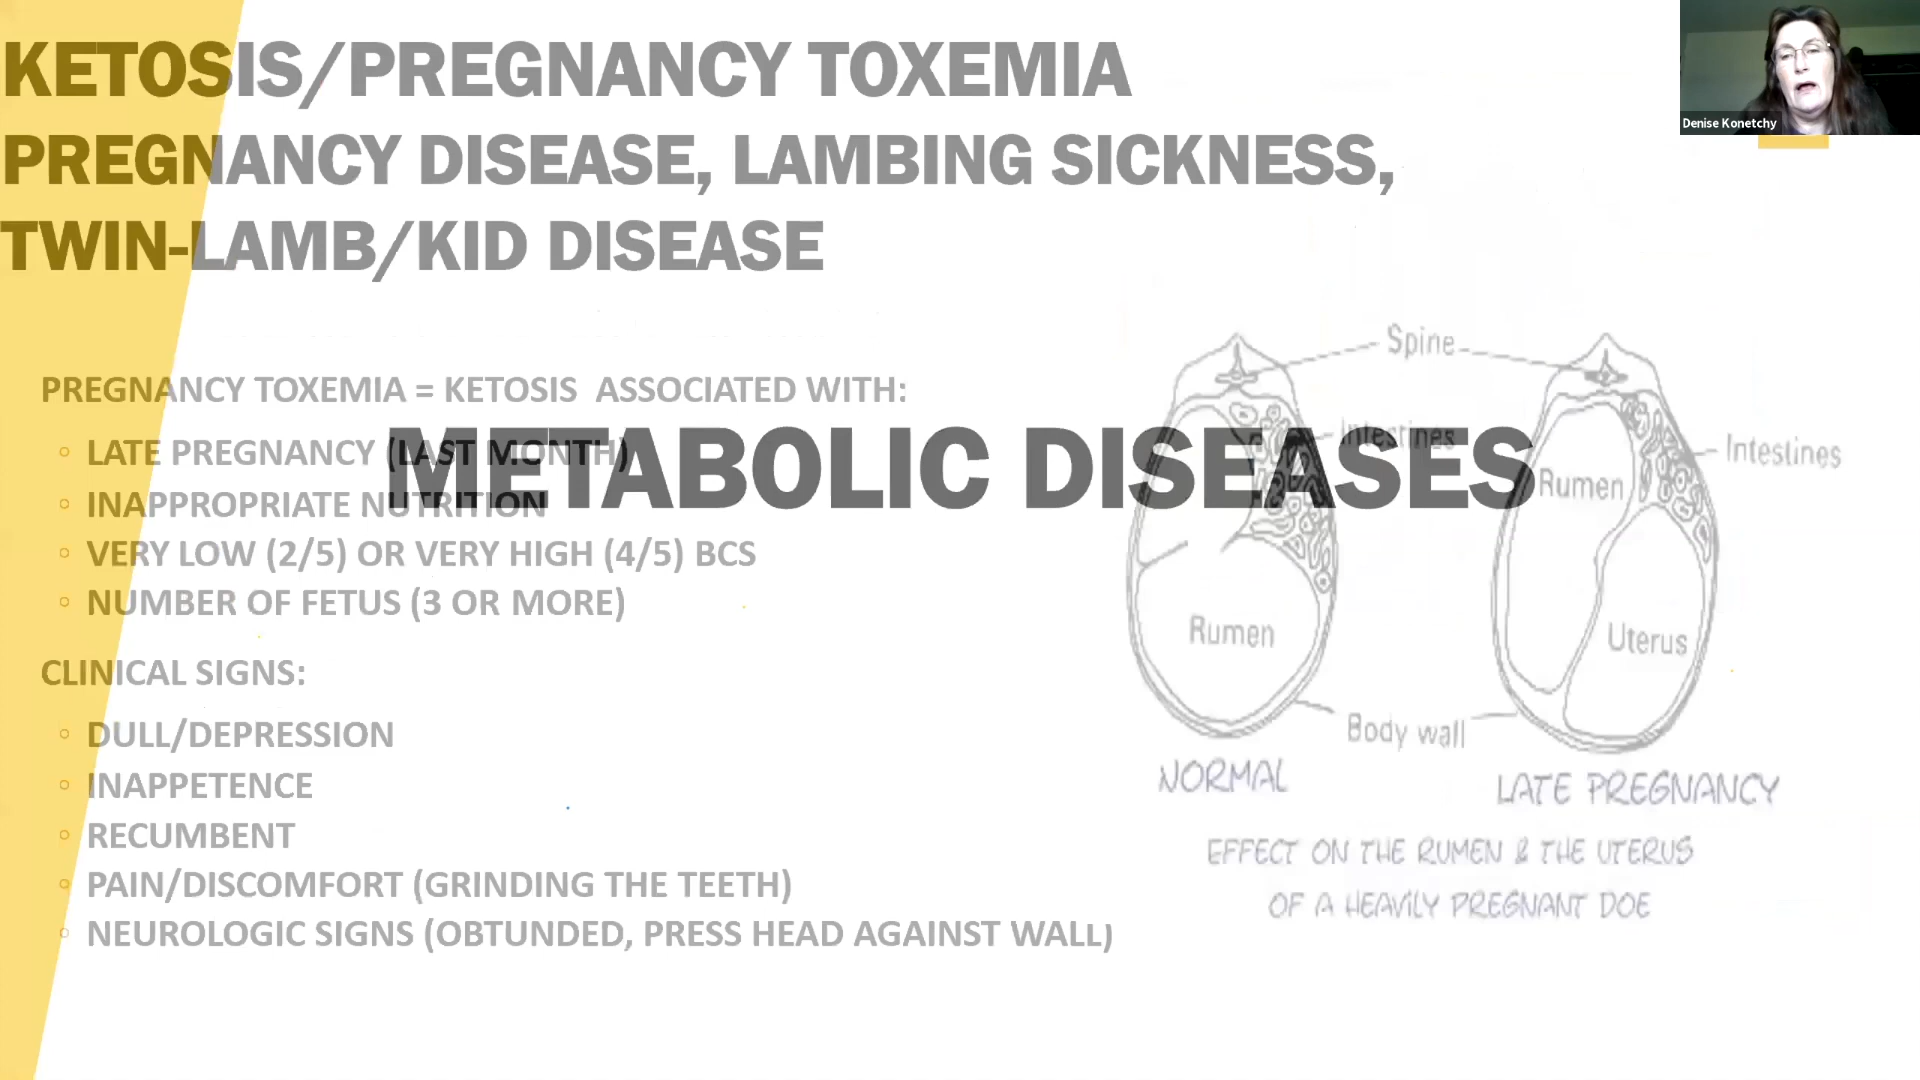 KETOSIS/PREGNANCY TOXEMIA
PREGNANCY DISEASE, LAMBING SICKNESS,
TWIN-LAMB/KID DISEASE
Denise Konetchy
PREGNANCY TOXEMIA = KETOSIS ASSOCIATED WITH:
◦ LATE PREGNANCY (LAST MONTH)
◦ INAPPROPRIATE NUTRITION
◦ VERY LOW (2/5) OR VERY HIGH (4/5) BCS
◦ NUMBER OF FETUS (3 OR MORE)
CLINICAL SIGNS:
◦ DULL/DEPRESSION
◦ INAPPETENCE
◦ RECUMBENT
◦ PAIN/DISCOMFORT (GRINDING THE TEETH)
◦ NEUROLOGIC SIGNS (OBTUNDED, PRESS HEAD AGAINST WALL)
METABOLIC DISEASES
Spine
Intestines
Intestines
Rumen
Rumen
Uterus
Body wall
NORMAL
LATE PREGNANCY
EFFECT ON THE RUMEN & THE UTERUS
OF A HEAVILY PREGNANT DOE